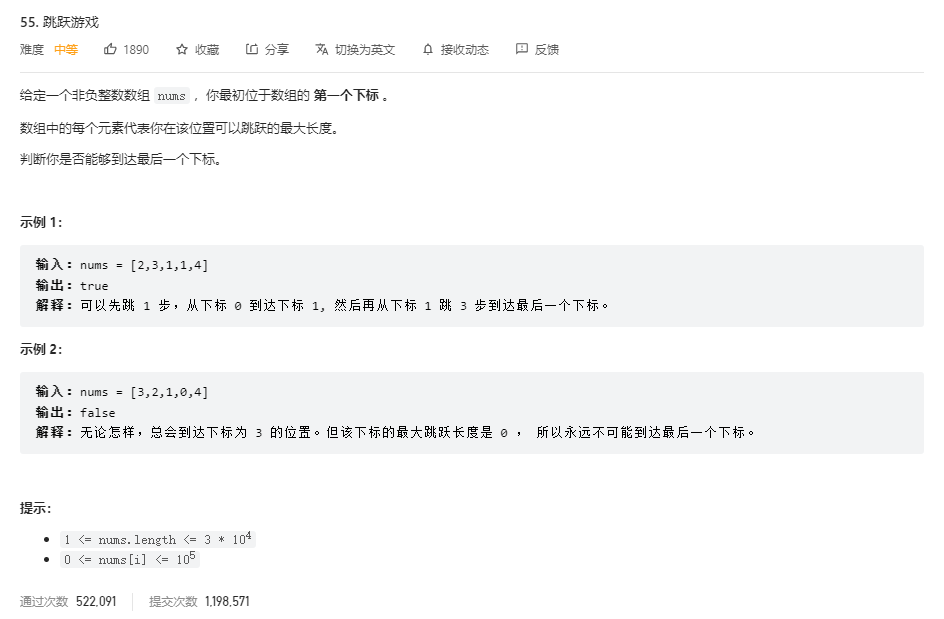 55. 跳跃游戏
难度 中等 1890 收藏 分享 切换为英文 接收动态 反馈
给定一个非负整数数组 nums ，你最初位于数组的 第一个下标 。
数组中的每个元素代表你在该位置可以跳跃的最大长度。
判断你是否能够到达最后一个下标。
示例 1：
输入：nums = [2,3,1,1,4]
输出：true
解释：可以先跳 1 步，从下标 0 到达下标 1, 然后再从下标 1 跳 3 步到达最后一个下标。
示例 2：
输入：nums = [3,2,1,0,4]
输出：false
解释：无论怎样，总会到达下标为 3 的位置。但该下标的最大跳跃长度是 0 ， 所以永远不可能到达最后一个下标。
提示：
• 1 <= nums.length <= 3 * 10⁴
• 0 <= nums[i] <= 10⁵
通过次数 522,091 提交次数 1,198,571